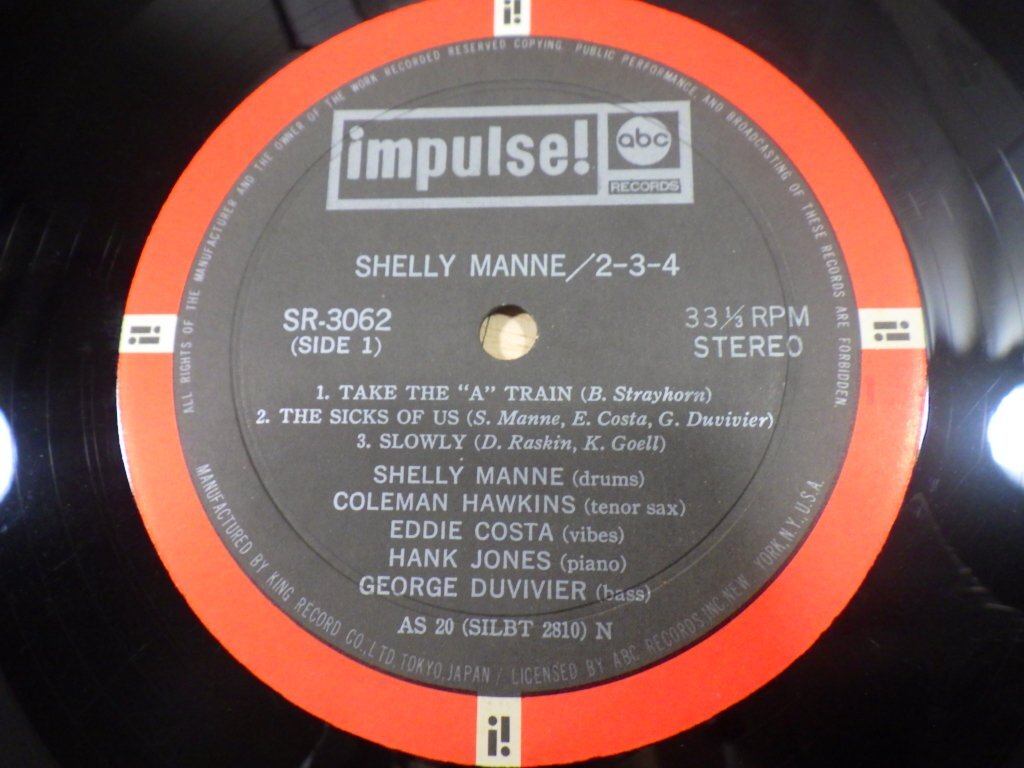 i!
ALL RIGHTS OF THE MANUFACTURER AND THE OWNER OF THE WORK RECORDED RESERVED COPYING PUBLIC PERFORMANCE, AND BROADCASTING OF THESE RECORDS ARE FORBIDDEN.
impulse!
abc
RECORDS
SHELLY MANNE/2-3-4
SR-3062
(SIDE 1)
33 1/3 RPM
STEREO
i!
i!
1. TAKE THE "A" TRAIN (B. Strayhorn)
2. THE SICKS OF US (S. Manne, E. Costa, G. Duvivier)
3. SLOWLY (D. Raskin, K. Goell)
SHELLY MANNE (drums)
COLEMAN HAWKINS (tenor sax)
EDDIE COSTA (vibes)
HANK JONES (piano)
GEORGE DUVIVIER (bass)
AS 20 (SILBT 2810) N
MANUFACTURED BY KING RECORD CO., LTD, TOKYO, JAPAN / LICENSED BY ABC RECORDS, INC. NEW YORK, N.Y., U.S.A.
i!